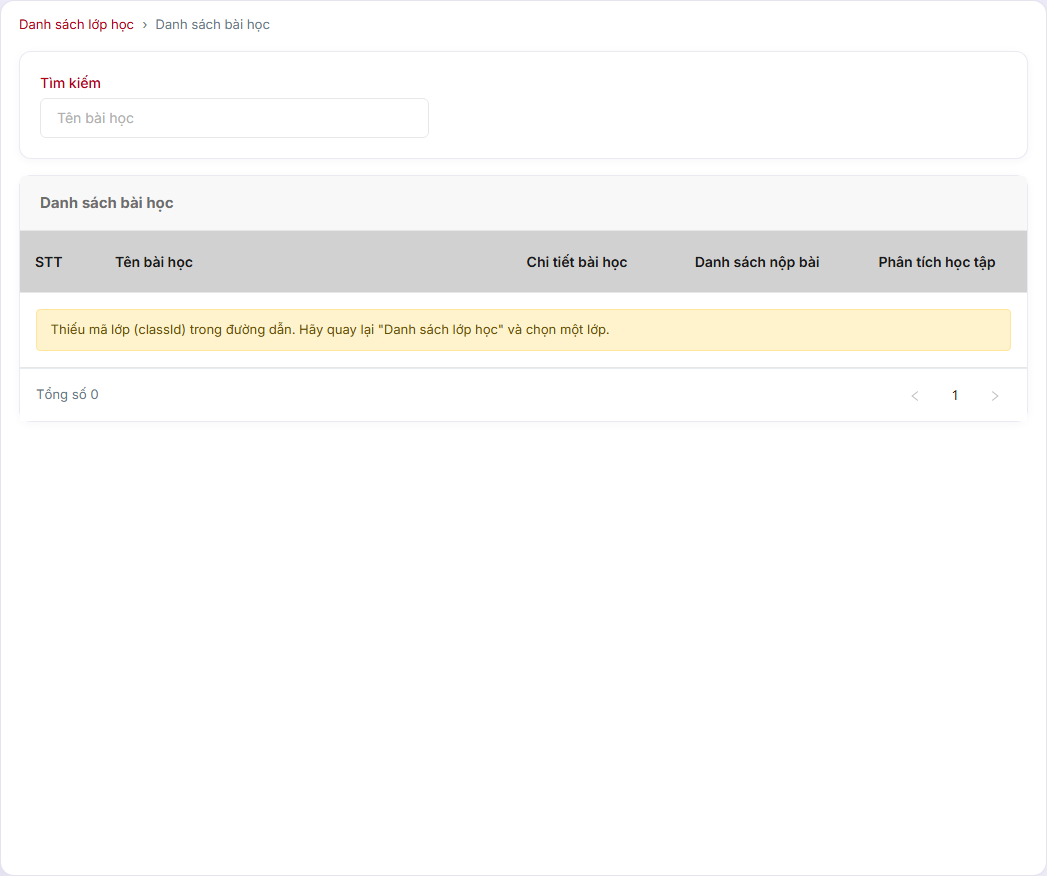 Danh sách lớp học › Danh sách bài học
Tìm kiếm
Tên bài học
Danh sách bài học
STT Tên bài học Chi tiết bài học Danh sách nộp bài Phân tích học tập
Thiếu mã lớp (classId) trong đường dẫn. Hãy quay lại "Danh sách lớp học" và chọn một lớp.
Tổng số 0 < 1 >